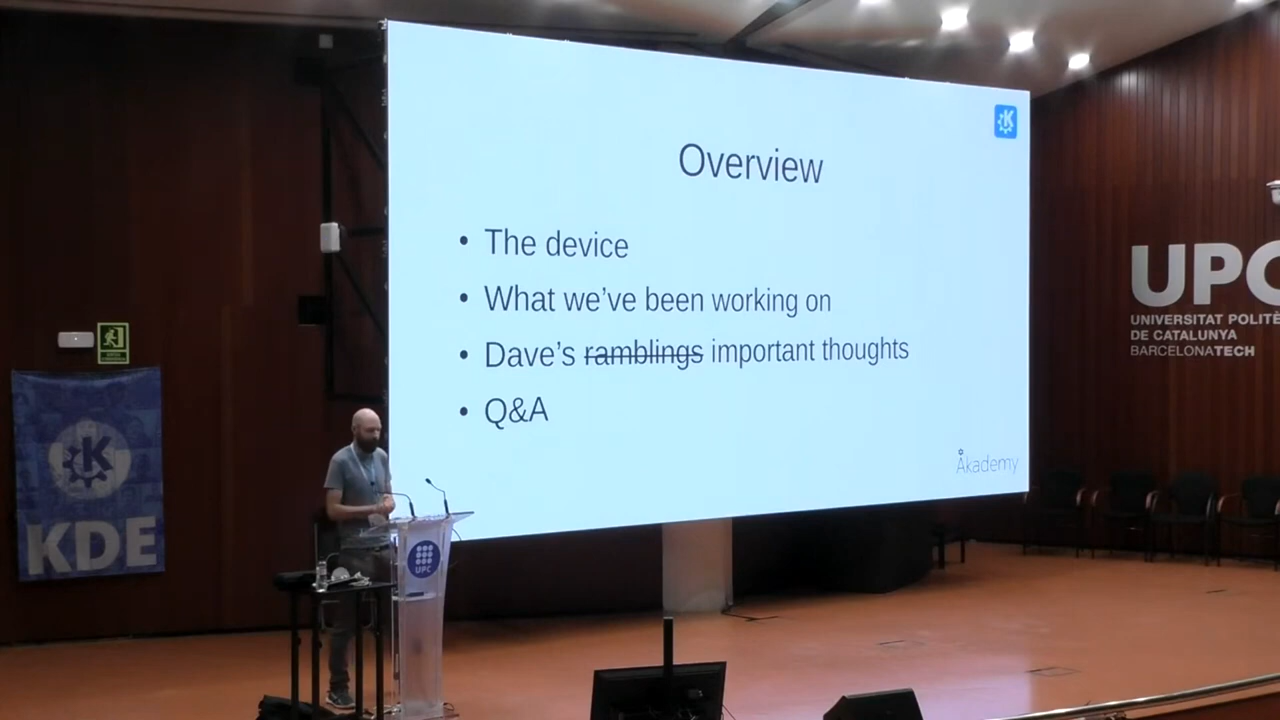 Overview
• The device
• What we've been working on
• Dave's ramblings important thoughts
• Q&A
Akademy
K
KDE
UPC
UPC
UNIVERSITAT POLITÈ
DE CATALUNYA
BARCELONATECH